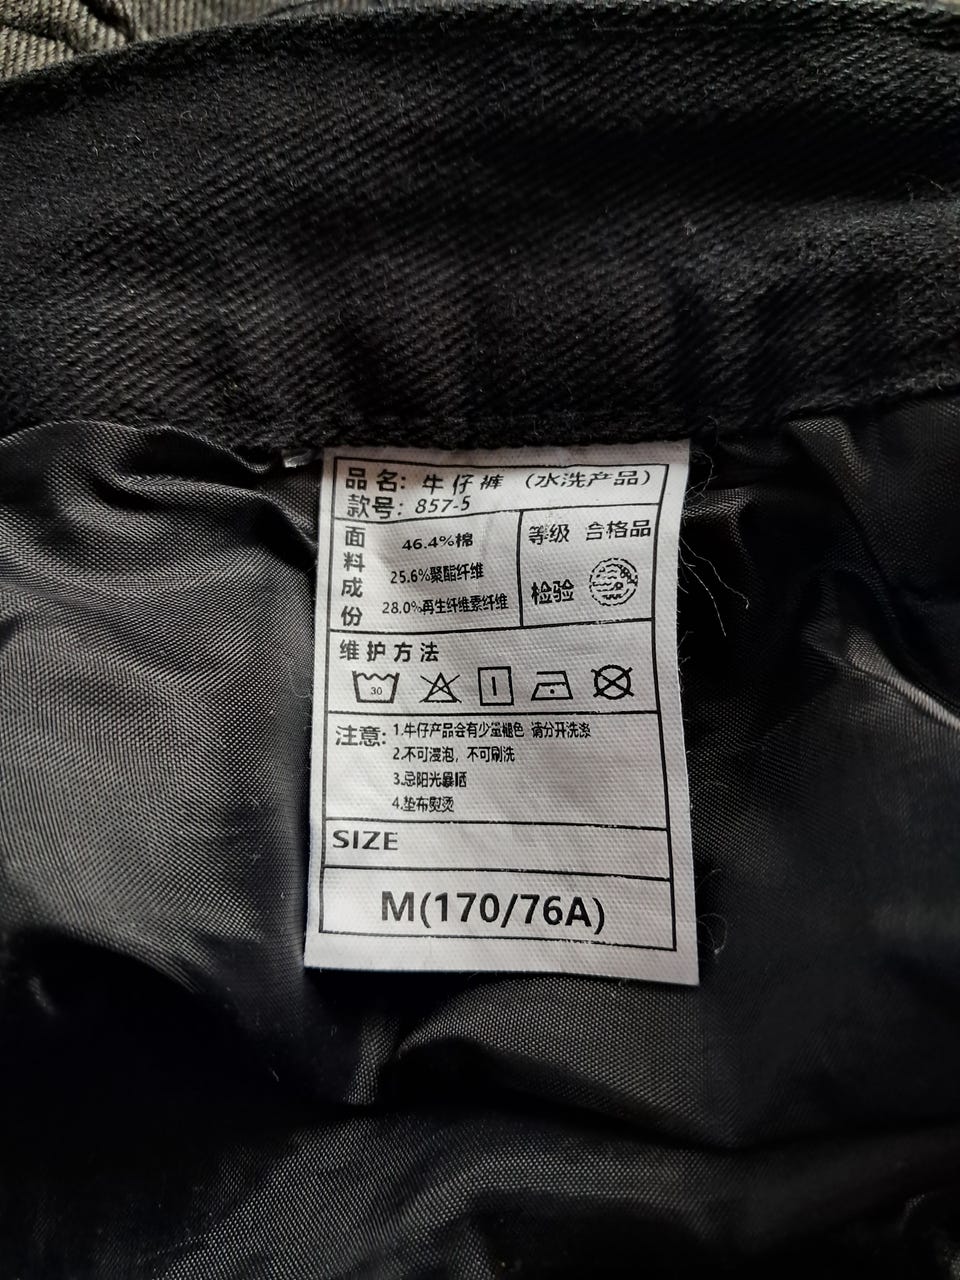 品名: 牛仔裤 (水洗产品)
款号: 857-5
面料成份
46.4%棉
25.6%聚酯纤维
28.0%再生纤维素纤维
等级 合格品
检验
维护方法
30
注意:
1.牛仔产品会有少量褪色 请分开洗涤
2.不可浸泡，不可刷洗
3.忌阳光暴晒
4.垫布熨烫
SIZE
M(170/76A)